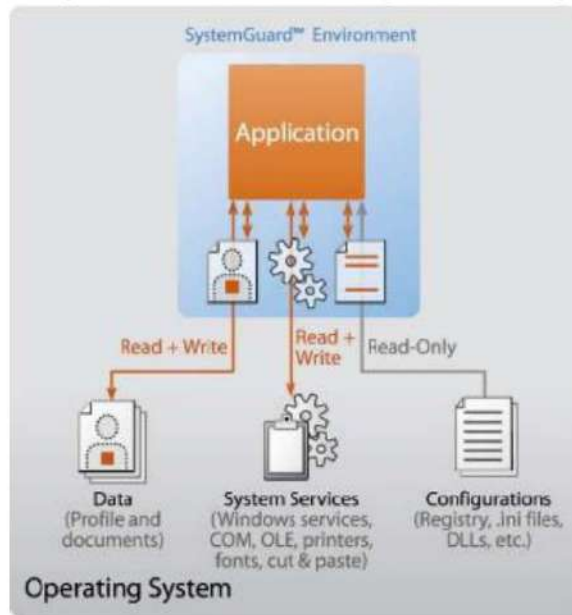 SystemGuard™ Environment
Application
Read + Write
Read +
Write
Read-Only
Data
(Profile and
documents)
System Services
(Windows services,
COM, OLE, printers,
fonts, cut & paste)
Configurations
(Registry, .ini files,
DLLs, etc.)
Operating System